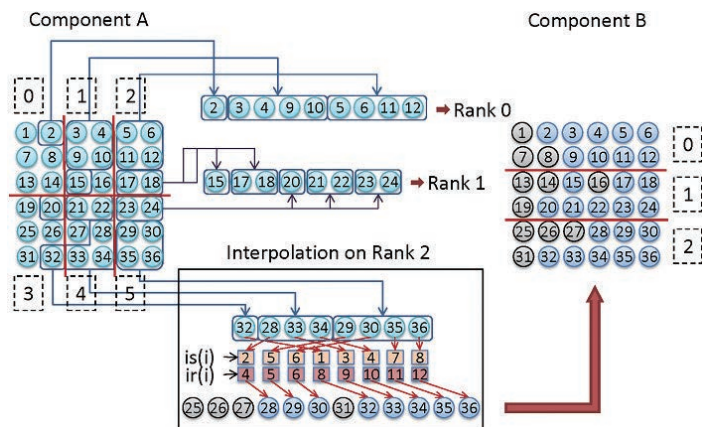 Component A
Component B
0 1 2
2 3 4 9 10 5 6 11 12
Rank 0
1 2 3 4 5 6
7 8 9 10 11 12
13 14 15 16 17 18
19 20 21 22 23 24
25 26 27 28 29 30
31 32 33 34 35 36
15 17 18 20 21 22 23 24
Rank 1
1 2 3 4 5 6
7 8 9 10 11 12
13 14 15 16 17 18
19 20 21 22 23 24
25 26 27 28 29 30
31 32 33 34 35 36
0
1
2
3 4 5
Interpolation on Rank 2
32 28 33 34 29 30 35 36
is(i) 2 5 6 1 3 4 7 8
ir(i) 4 5 6 8 9 10 11 12
25 26 27 28 29 30 31 32 33 34 35 36